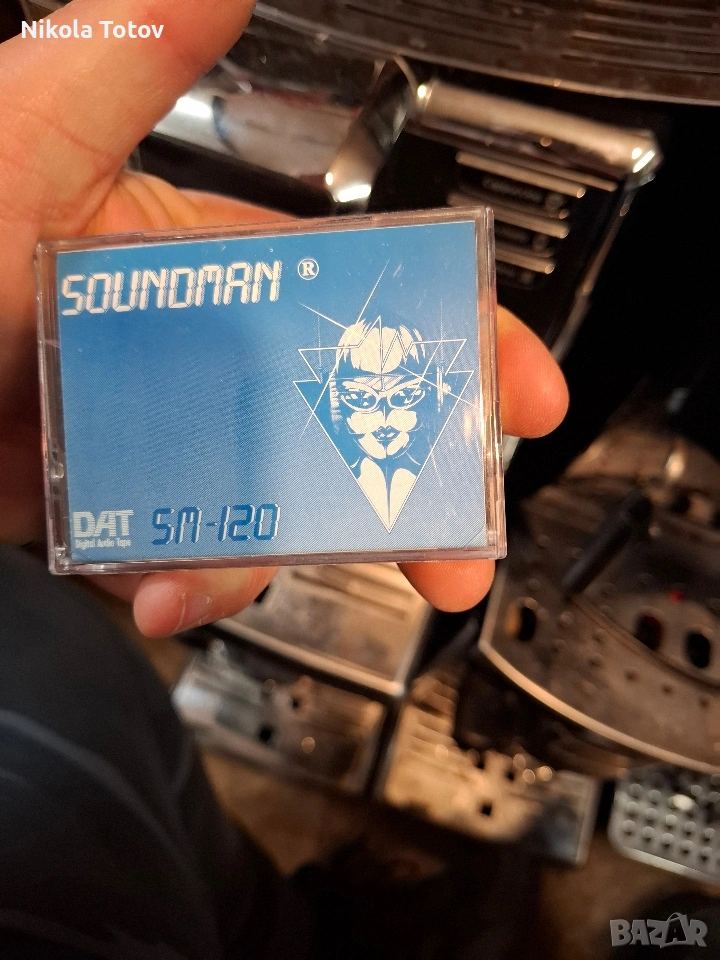 Nikola Totov
SOUNDMAN ®
DAT
Digital Audio Tape
SM-120
BAZAR